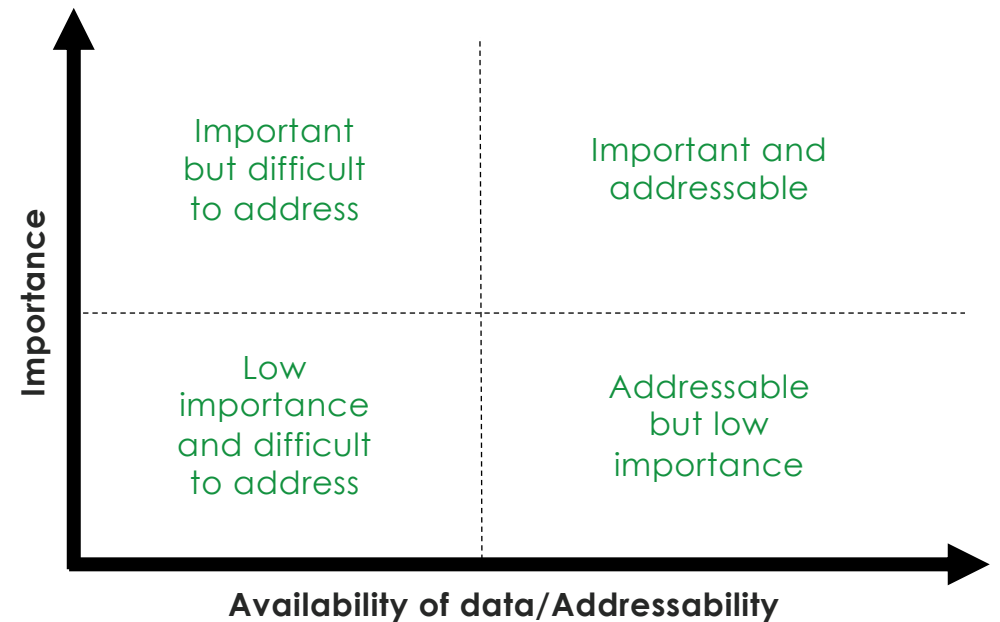 Important
but difficult
to address
Important and
addressable
Importance
Low
importance
and difficult
to address
Addressable
but low
importance
Availability of data/Addressability